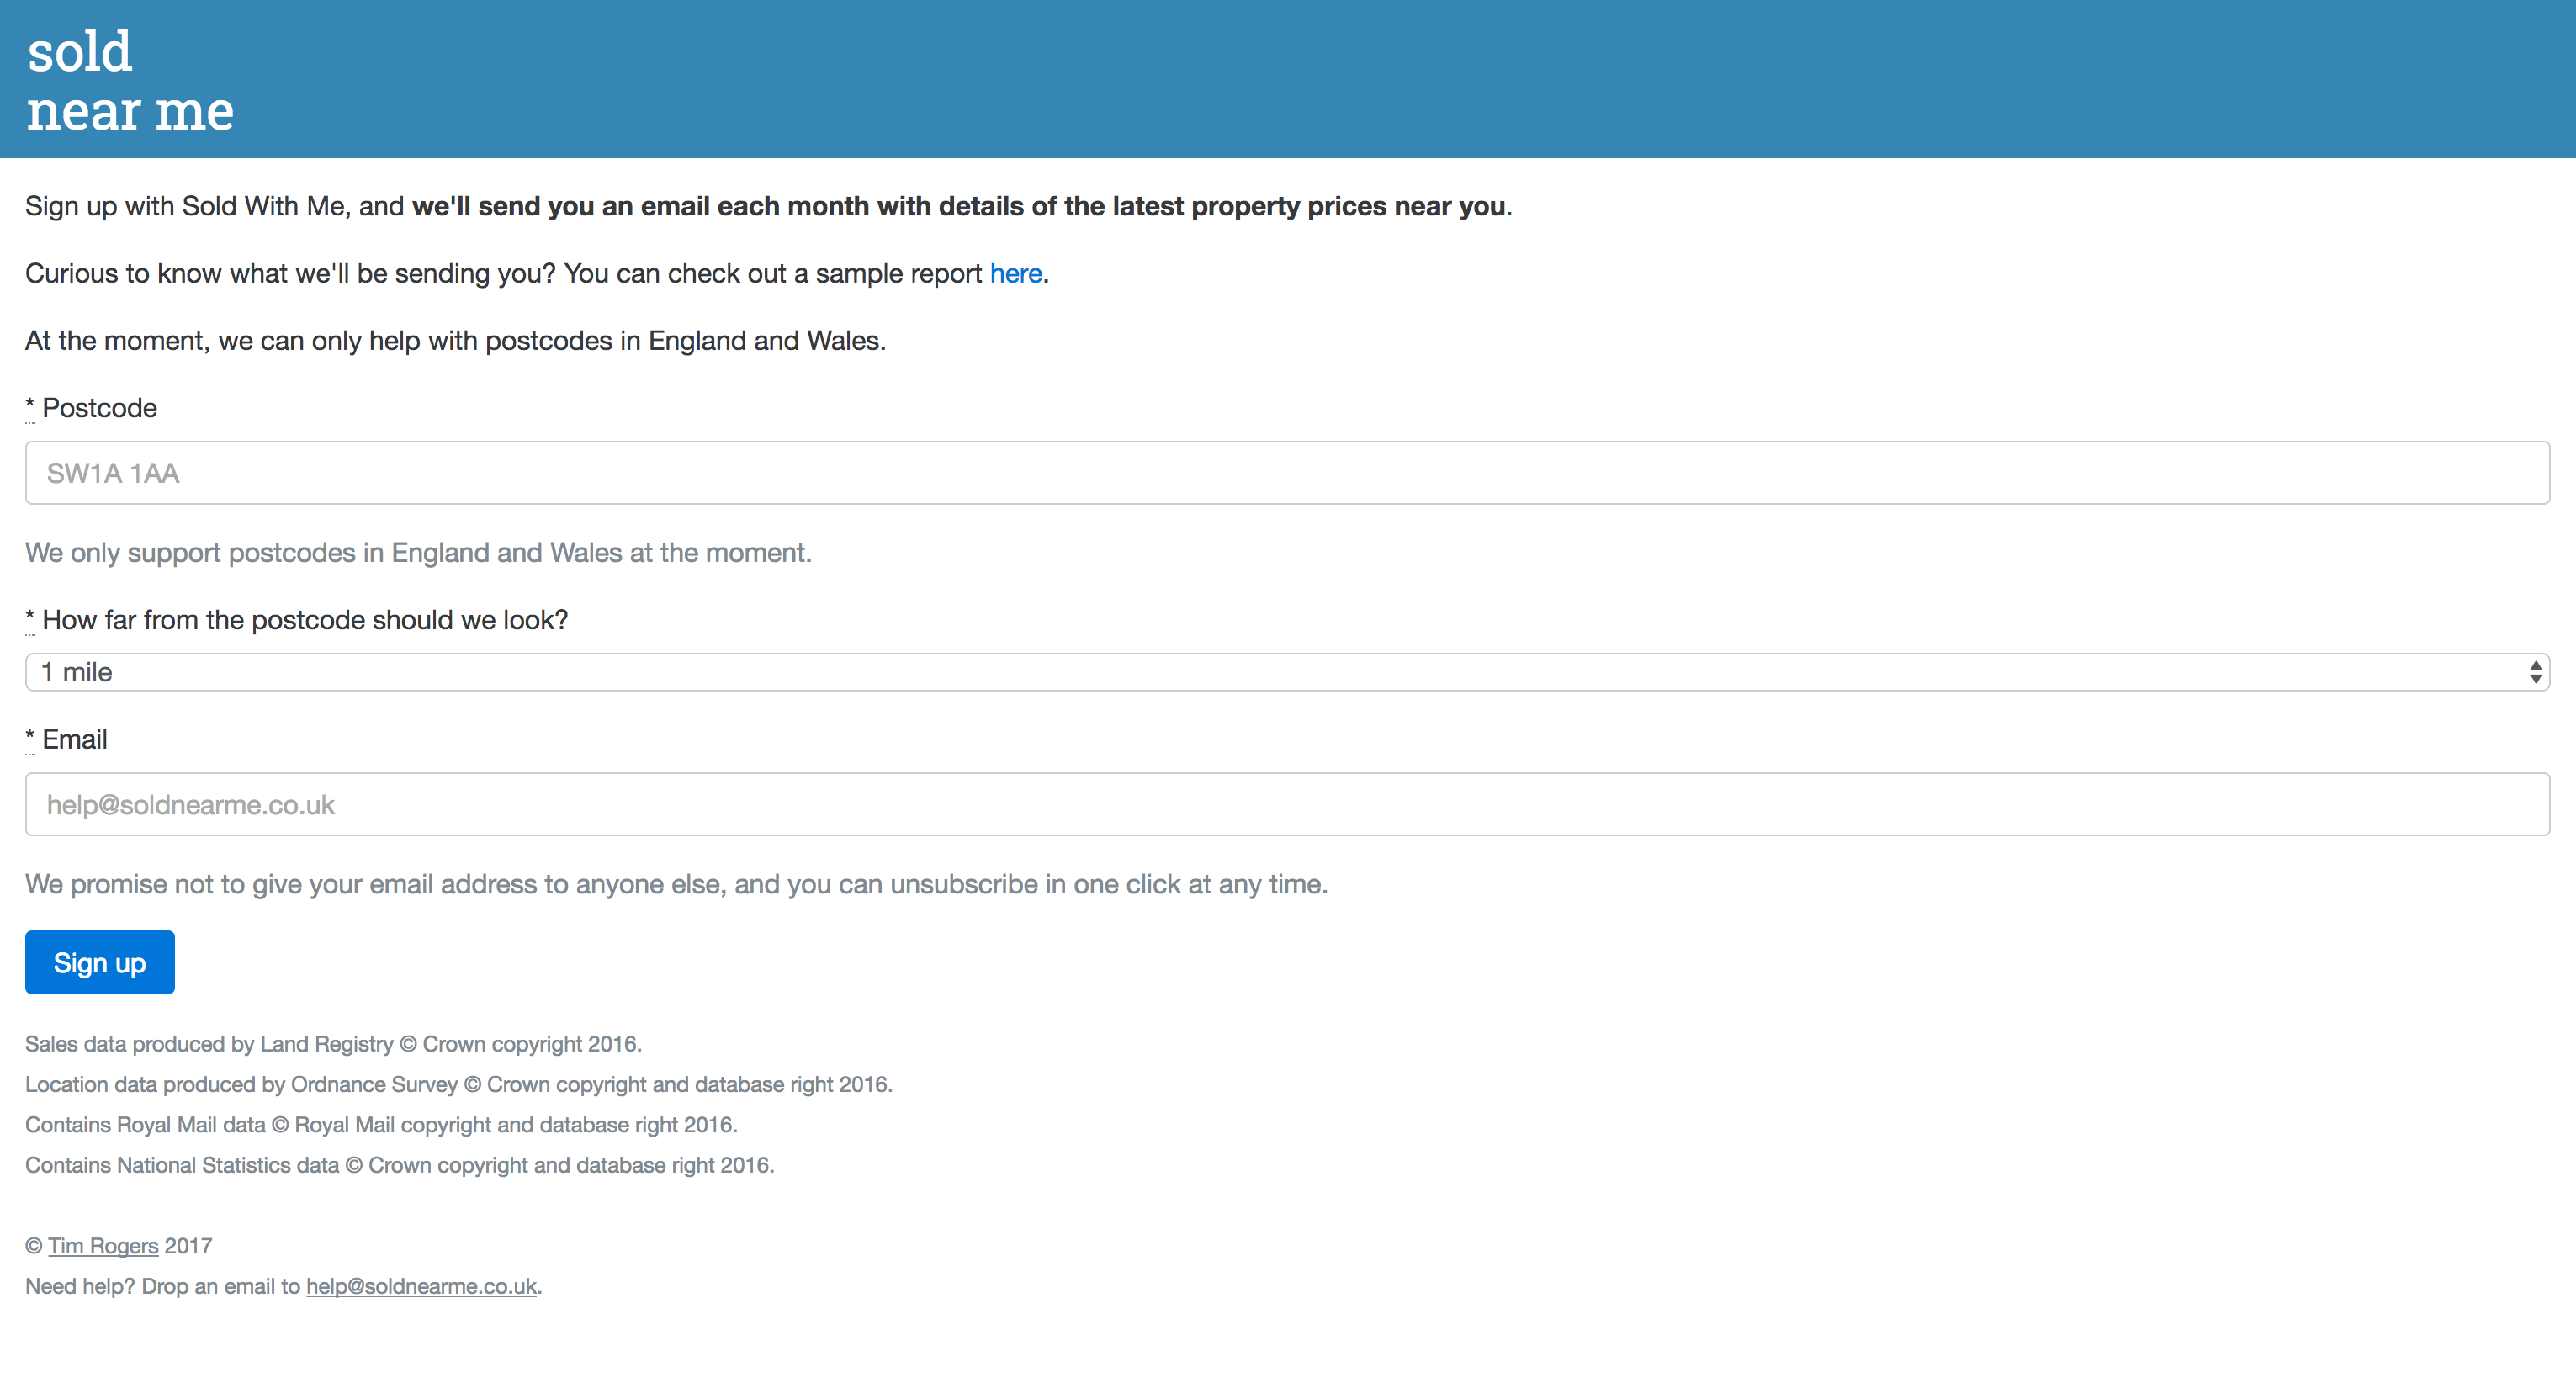 sold
near me
Sign up with Sold With Me, and we'll send you an email each month with details of the latest property prices near you.
Curious to know what we'll be sending you? You can check out a sample report here.
At the moment, we can only help with postcodes in England and Wales.
* Postcode
SW1A 1AA
We only support postcodes in England and Wales at the moment.
* How far from the postcode should we look?
1 mile
* Email
help@soldnearme.co.uk
We promise not to give your email address to anyone else, and you can unsubscribe in one click at any time.
Sign up
Sales data produced by Land Registry © Crown copyright 2016.
Location data produced by Ordnance Survey © Crown copyright and database right 2016.
Contains Royal Mail data © Royal Mail copyright and database right 2016.
Contains National Statistics data © Crown copyright and database right 2016.
© Tim Rogers 2017
Need help? Drop an email to help@soldnearme.co.uk.